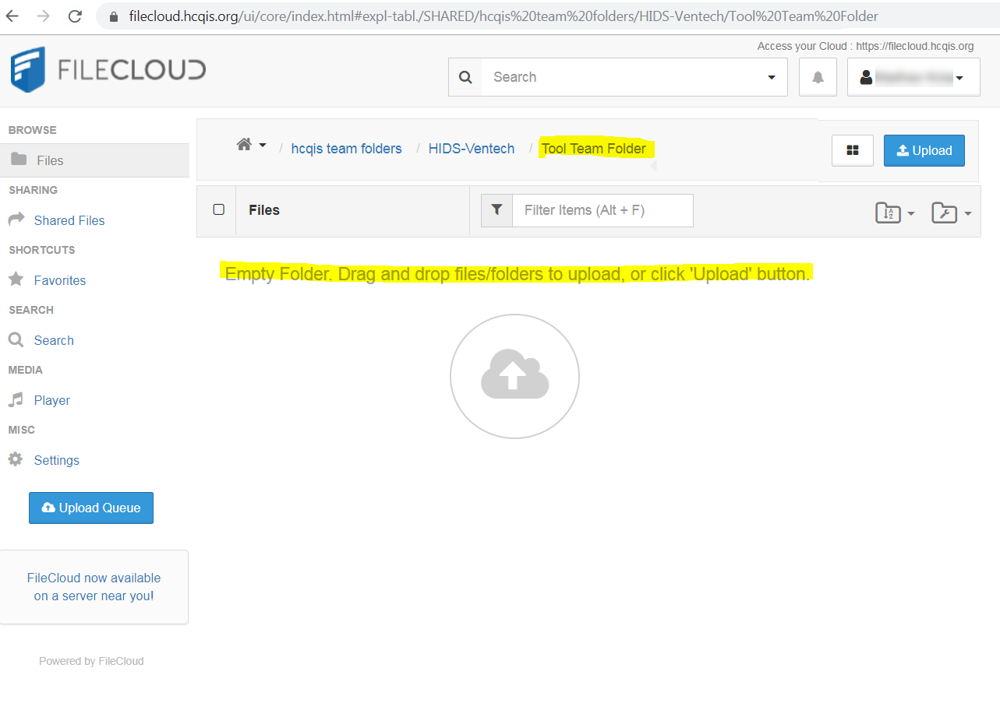 filecloud.hcqis.org/ui/core/index.html#expl-tabl./SHARED/hcqis%20team%20folders/HIDS-Ventech/Tool%20Team%20Folder
Access your Cloud : https://filecloud.hcqis.org
FILECLOUD
Search
BROWSE
Files
SHARING
Shared Files
SHORTCUTS
Favorites
SEARCH
Search
MEDIA
Player
MISC
Settings
Upload Queue
FileCloud now available
on a server near you!
Powered by FileCloud
/ hcqis team folders / HIDS-Ventech / Tool Team Folder
Upload
Files
Filter Items (Alt + F)
Empty Folder. Drag and drop files/folders to upload, or click 'Upload' button.